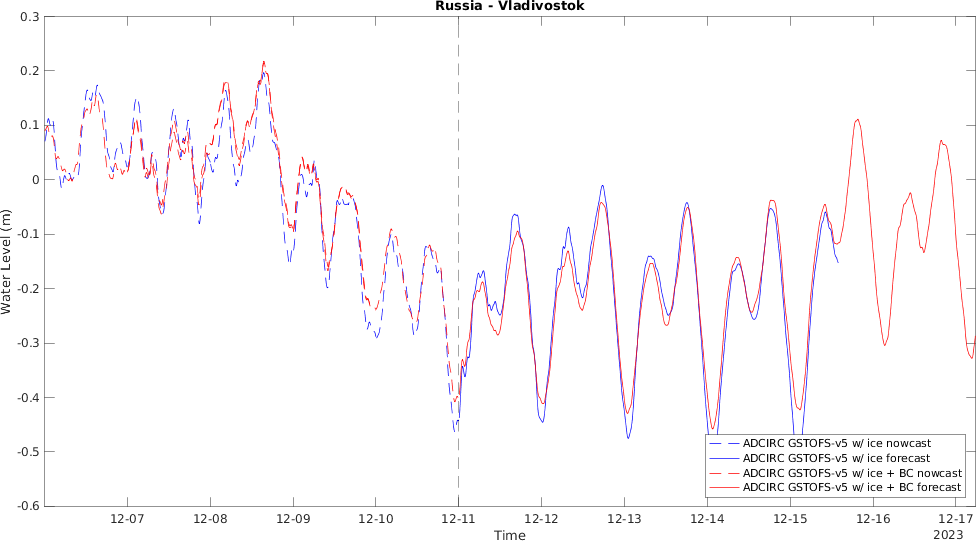 Russia - Vladivostok
0.3
0.2
0.1
0
-0.1
-0.2
-0.3
-0.4
-0.5
-0.6
Water Level (m)
ADCIRC GSTOFS-v5 w/ ice nowcast
ADCIRC GSTOFS-v5 w/ ice forecast
ADCIRC GSTOFS-v5 w/ ice + BC nowcast
ADCIRC GSTOFS-v5 w/ ice + BC forecast
12-07 12-08 12-09 12-10 12-11 12-12 12-13 12-14 12-15 12-16 12-17
Time
2023